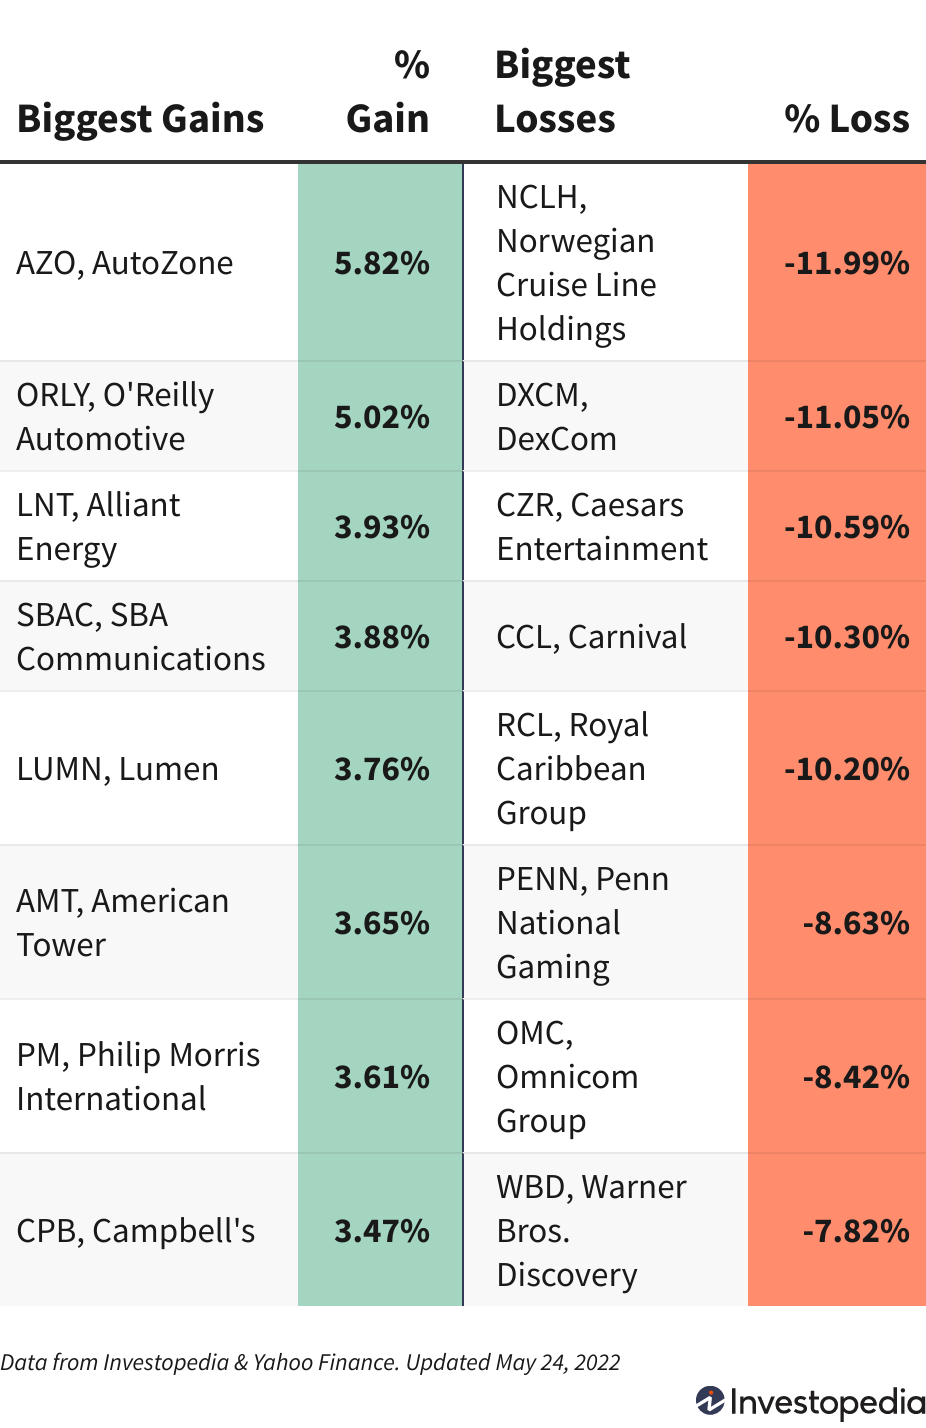 Biggest Gains % Gain Biggest Losses % Loss
AZO, AutoZone 5.82% NCLH, Norwegian Cruise Line Holdings -11.99%
ORLY, O'Reilly Automotive 5.02% DXCM, DexCom -11.05%
LNT, Alliant Energy 3.93% CZR, Caesars Entertainment -10.59%
SBAC, SBA Communications 3.88% CCL, Carnival -10.30%
LUMN, Lumen 3.76% RCL, Royal Caribbean Group -10.20%
AMT, American Tower 3.65% PENN, Penn National Gaming -8.63%
PM, Philip Morris International 3.61% OMC, Omnicom Group -8.42%
CPB, Campbell's 3.47% WBD, Warner Bros. Discovery -7.82%
Data from Investopedia & Yahoo Finance. Updated May 24, 2022
Investopedia